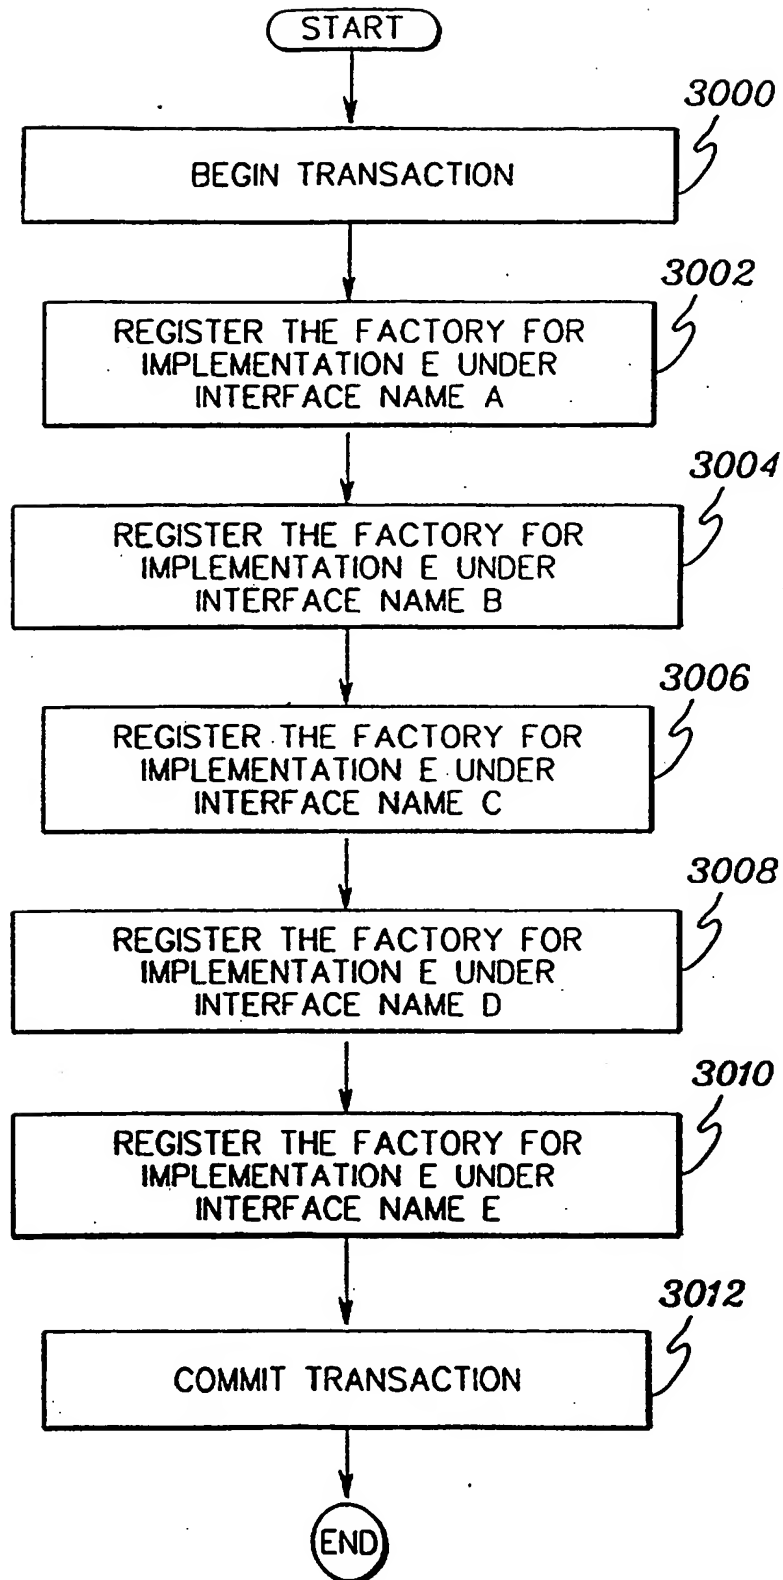 START
3000
BEGIN TRANSACTION
3002
REGISTER THE FACTORY FOR
IMPLEMENTATION E UNDER
INTERFACE NAME A
3004
REGISTER THE FACTORY FOR
IMPLEMENTATION E UNDER
INTERFACE NAME B
3006
REGISTER THE FACTORY FOR
IMPLEMENTATION E UNDER
INTERFACE NAME C
3008
REGISTER THE FACTORY FOR
IMPLEMENTATION E UNDER
INTERFACE NAME D
3010
REGISTER THE FACTORY FOR
IMPLEMENTATION E UNDER
INTERFACE NAME E
3012
COMMIT TRANSACTION
END